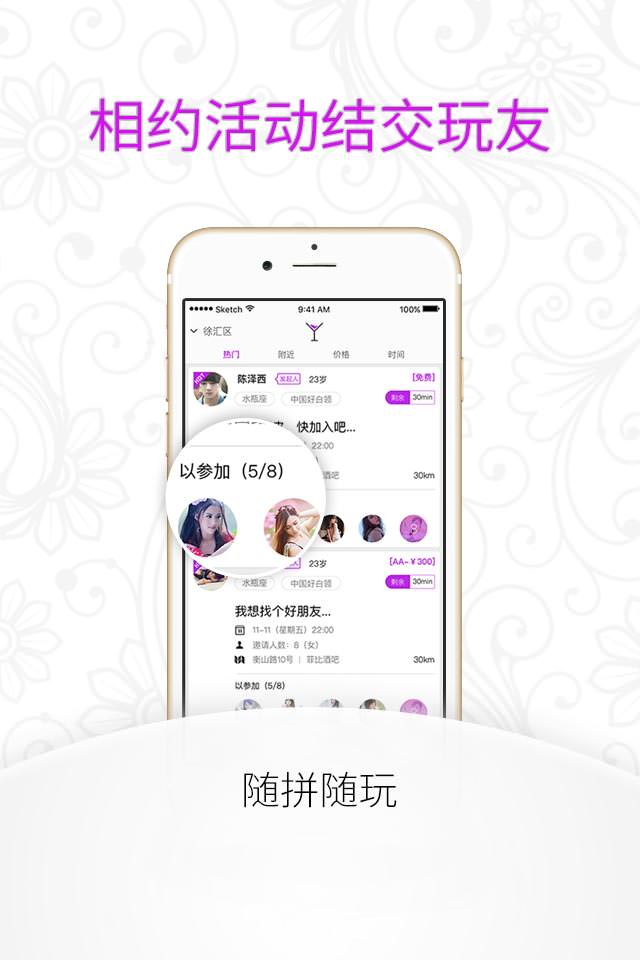 相约活动结交玩友
Sketch 9:41 AM 100%
徐汇区
热门 附近 价格 时间
HOT 陈泽西 发起人 23岁 [免费]
水瓶座 中国好白领 剩余 30min
快加入吧...
22:00
酒吧 30km
以参加（5/8）
23岁 [AA-￥300]
水瓶座 中国好白领 剩余 30min
我想找个好朋友...
11-11（星期五）22:00
邀请人数：8（女）
衡山路10号 | 菲比酒吧 30km
以参加（5/8）
随拼随玩